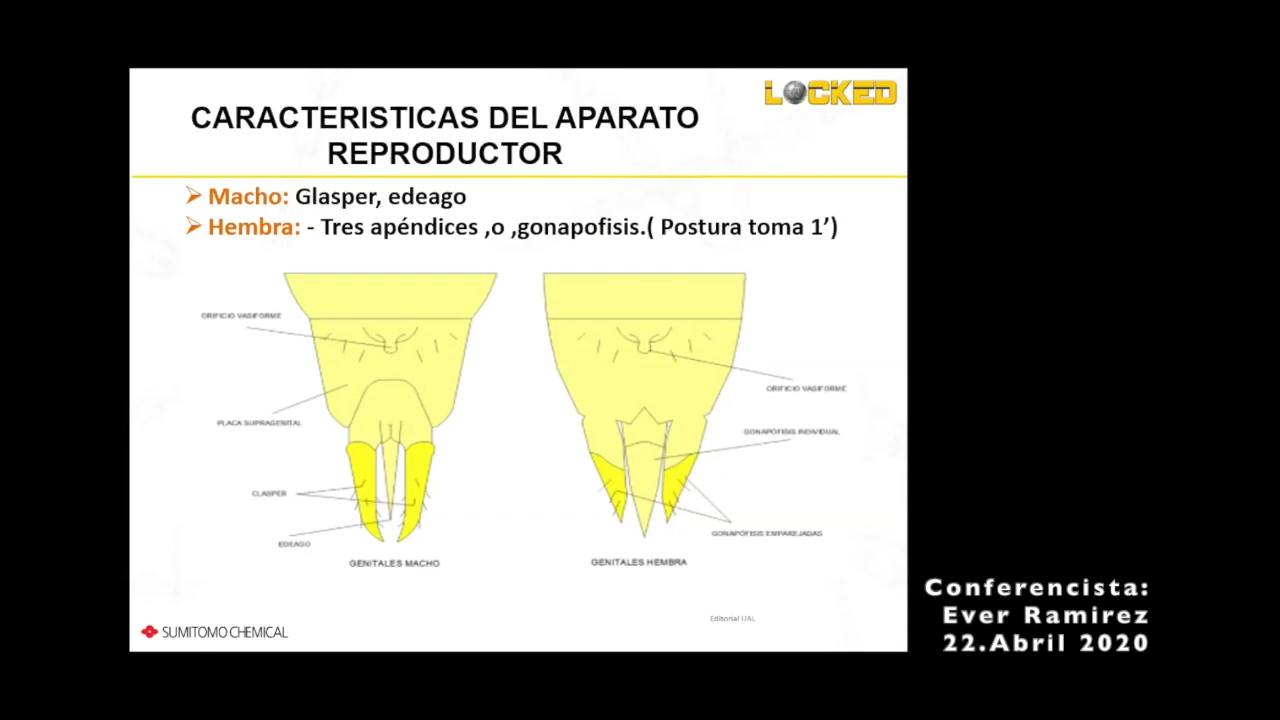 LOCKED
CARACTERISTICAS DEL APARATO
REPRODUCTOR
Macho: Glasper, edeago
Hembra: - Tres apéndices ,o ,gonapofisis.( Postura toma 1’)
ORIFICIO VASIFORME
PLACA SUPRAGENITAL
CLASPER
EDEAGO
GENITALES MACHO
ORIFICIO VASIFORME
GONAPÓFISIS INDIVIDUAL
GONAPÓFISIS EMPAREJADAS
GENITALES HEMBRA
Editorial UAL
SUMITOMO CHEMICAL
Conferencista:
Ever Ramirez
22.Abril 2020